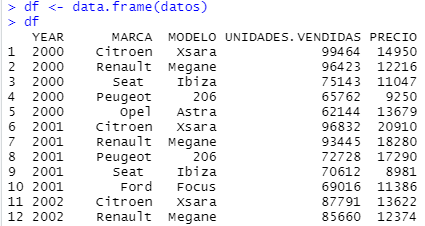 > df <- data.frame(datos)
> df
YEAR MARCA MODELO UNIDADES.VENDIDAS PRECIO
1 2000 Citroen Xsara 99464 14950
2 2000 Renault Megane 96423 12216
3 2000 Seat Ibiza 75143 11047
4 2000 Peugeot 206 65762 9250
5 2000 Opel Astra 62144 13679
6 2001 Citroen Xsara 96832 20910
7 2001 Renault Megane 93445 18280
8 2001 Peugeot 206 72728 17290
9 2001 Seat Ibiza 70612 8981
10 2001 Ford Focus 69016 11386
11 2002 Citroen Xsara 87791 13622
12 2002 Renault Megane 85660 12374